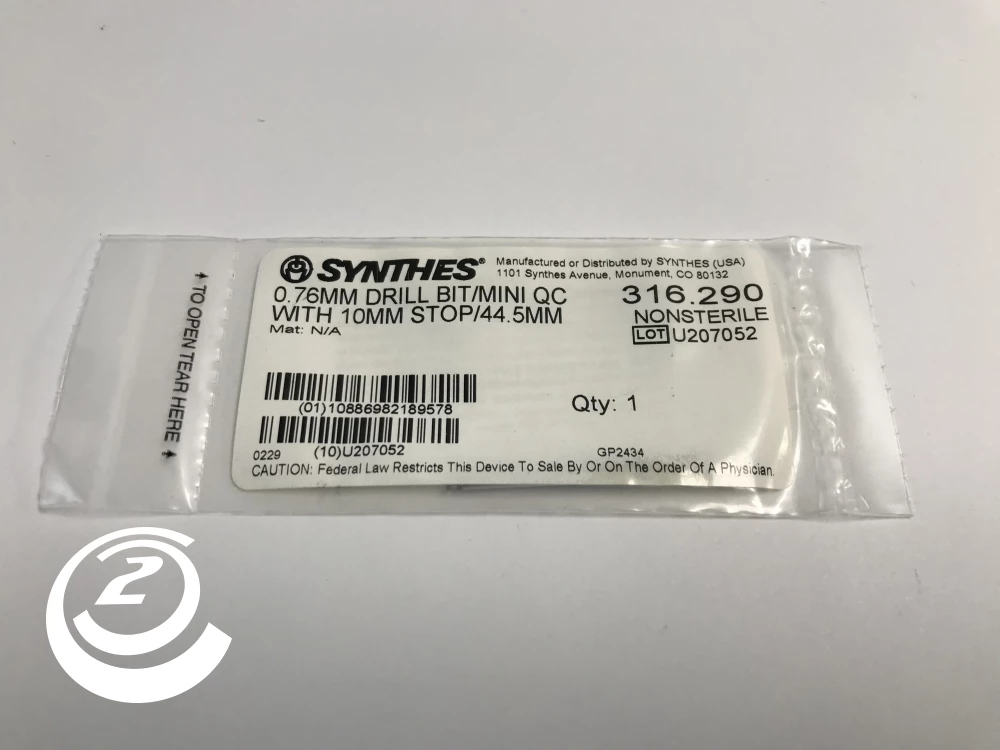 SYNTHES®
Manufactured or Distributed by SYNTHES (USA)
1101 Synthes Avenue, Monument, CO 80132
0.76MM DRILL BIT/MINI QC
WITH 10MM STOP/44.5MM
Mat: N/A
316.290
NONSTERILE
LOT U207052
(01)10886982189578
Qty: 1
(10)U207052
0229
GP2434
CAUTION: Federal Law Restricts This Device To Sale By Or On The Order Of A Physician.
TO OPEN TEAR HERE
2